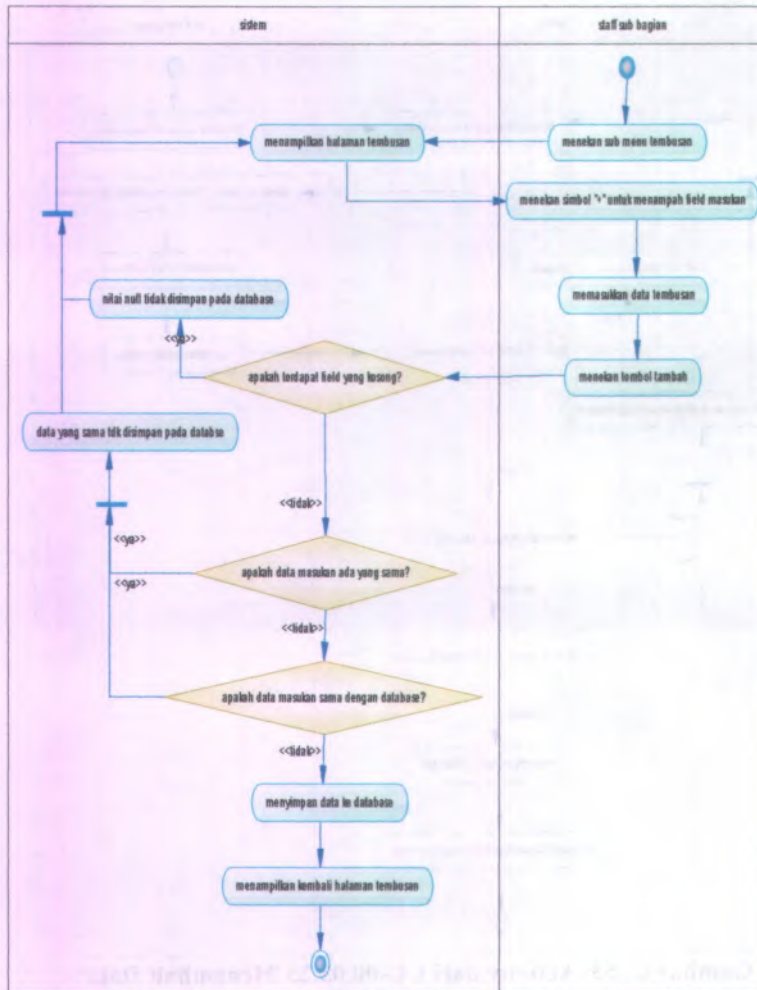 sistem
staff sub bagian
menampilkan halaman tembusan
menekan sub menu tembusan
menekan simbol "+" untuk menampah field masukan
nilai null tidak disimpan pada database
memasukkan data tembusan
<<ya>>
apakah terdapat field yang kosong?
menekan tombol tambah
data yang sama tdk disimpan pada databse
<<tidak>>
<<ya>>
apakah data masukan ada yang sama?
<<ya>>
<<tidak>>
apakah data masukan sama dengan database?
<<tidak>>
menyimpan data ke database
menampilkan kembali halaman tembusan